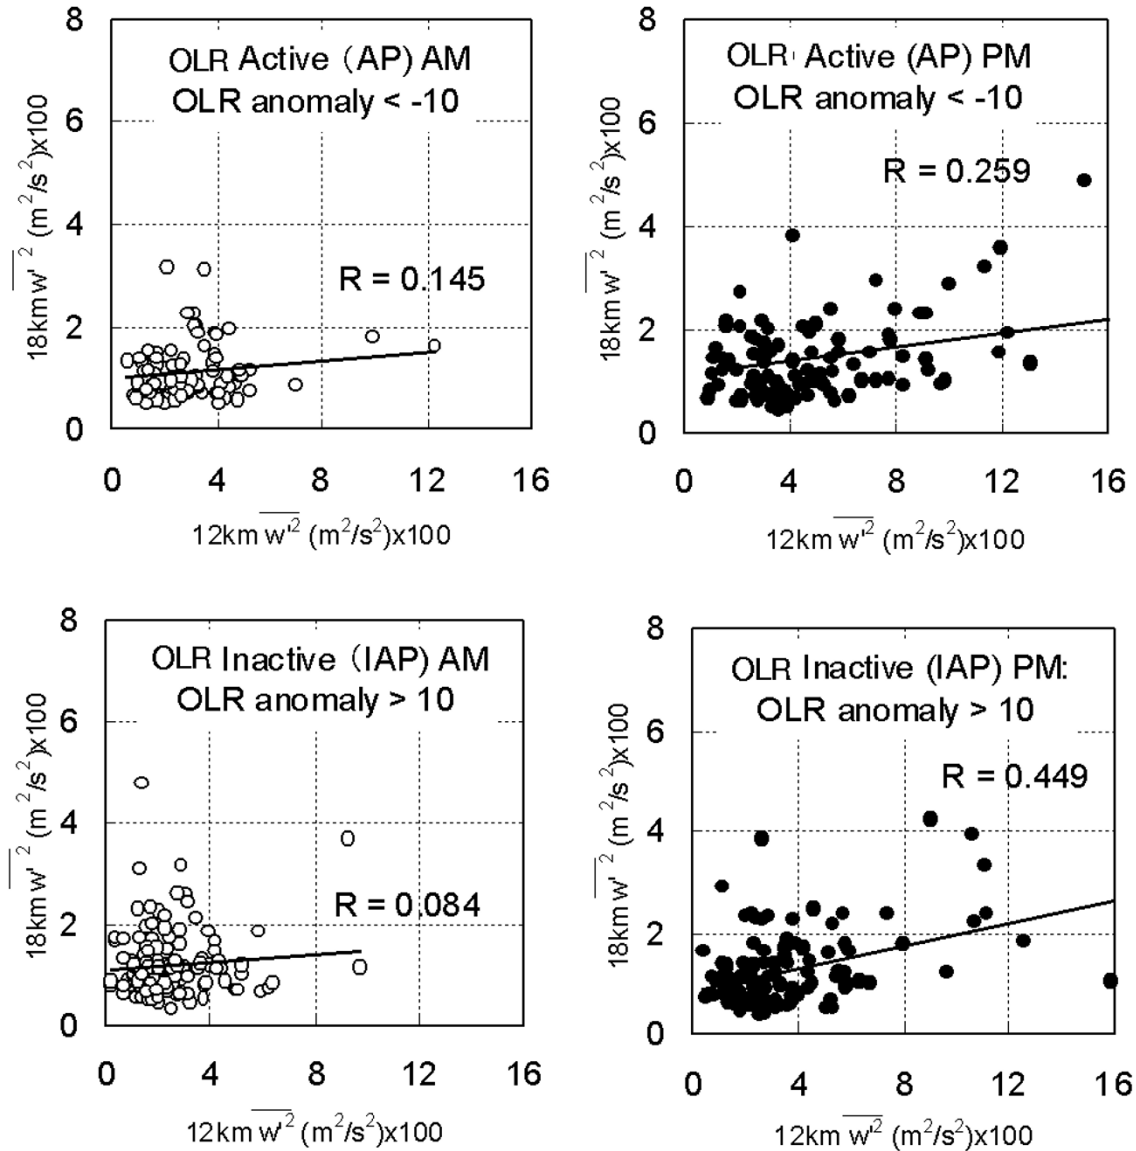 OLR Active (AP) AM
OLR anomaly < -10
R = 0.145
18km w' 2 (m2/s2)x100
8
6
4
2
0
0 4 8 12 16
12km w'2 (m2/s2)x100
OLR Active (AP) PM
OLR anomaly < -10
R = 0.259
18km w' 2 (m2/s2)x100
8
6
4
2
0
0 4 8 12 16
12km w'2 (m2/s2)x100
OLR Inactive (IAP) AM
OLR anomaly > 10
R = 0.084
18km w' 2 (m2/s2)x100
8
6
4
2
0
0 4 8 12 16
12km w'2 (m2/s2)x100
OLR Inactive (IAP) PM:
OLR anomaly > 10
R = 0.449
18km w' 2 (m2/s2)x100
8
6
4
2
0
0 4 8 12 16
12km w'2 (m2/s2)x100